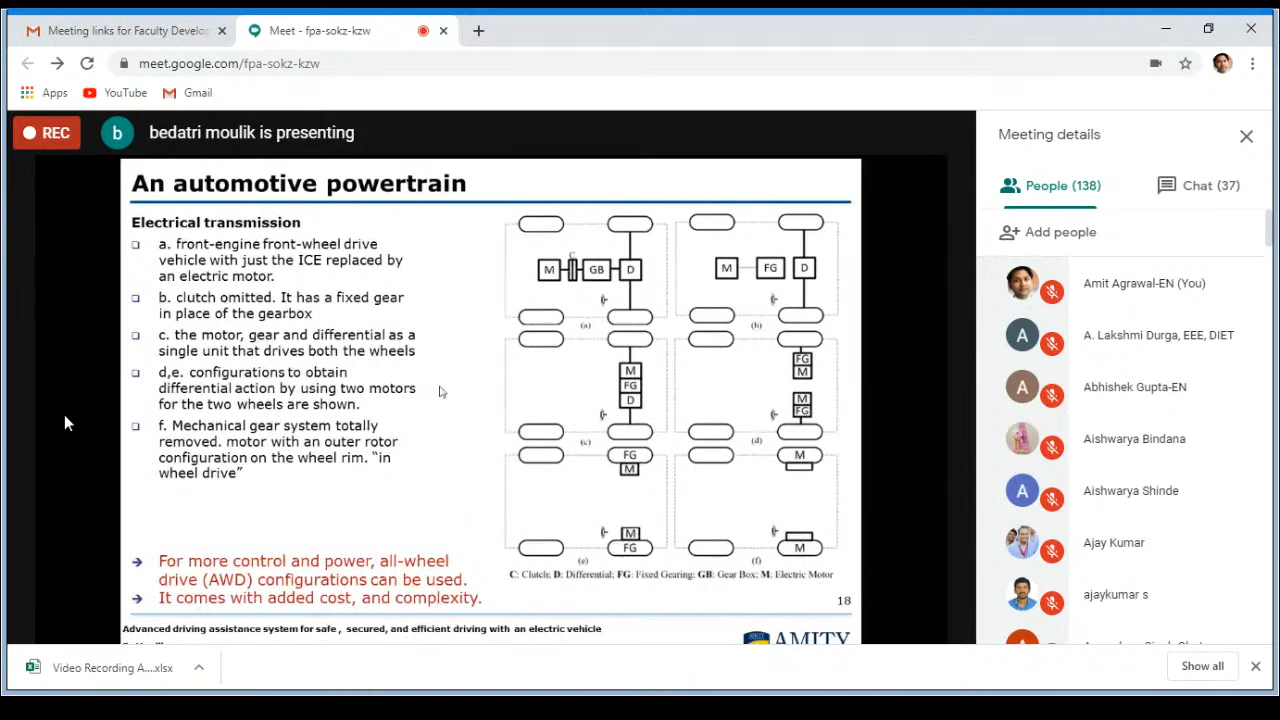 Meeting links for Faculty Develop
Meet - fpa-sokz-kzw
meet.google.com/fpa-sokz-kzw
Apps
YouTube
Gmail
REC
b
bedatri moulik is presenting
An automotive powertrain
Electrical transmission
a. front-engine front-wheel drive
vehicle with just the ICE replaced by
an electric motor.
b. clutch omitted. It has a fixed gear
in place of the gearbox
c. the motor, gear and differential as a
single unit that drives both the wheels
d,e. configurations to obtain
differential action by using two motors
for the two wheels are shown.
f. Mechanical gear system totally
removed. motor with an outer rotor
configuration on the wheel rim. “in
wheel drive”
For more control and power, all-wheel
drive (AWD) configurations can be used.
It comes with added cost, and complexity.
C
M GB D
(a)
M FG D
(b)
M
FG
D
(c)
FG
M
M
FG
(d)
FG
M
M
FG
(e)
M
M
(f)
C: Clutch; D: Differential; FG: Fixed Gearing; GB: Gear Box; M: Electric Motor
18
Advanced driving assistance system for safe , secured, and efficient driving with an electric vehicle
AMITY
Meeting details
People (138)
Chat (37)
Add people
Amit Agrawal-EN (You)
A
A. Lakshmi Durga, EEE, DIET
A
Abhishek Gupta-EN
Aishwarya Bindana
A
Aishwarya Shinde
Ajay Kumar
ajaykumar s
Video Recording A....xlsx
Show all